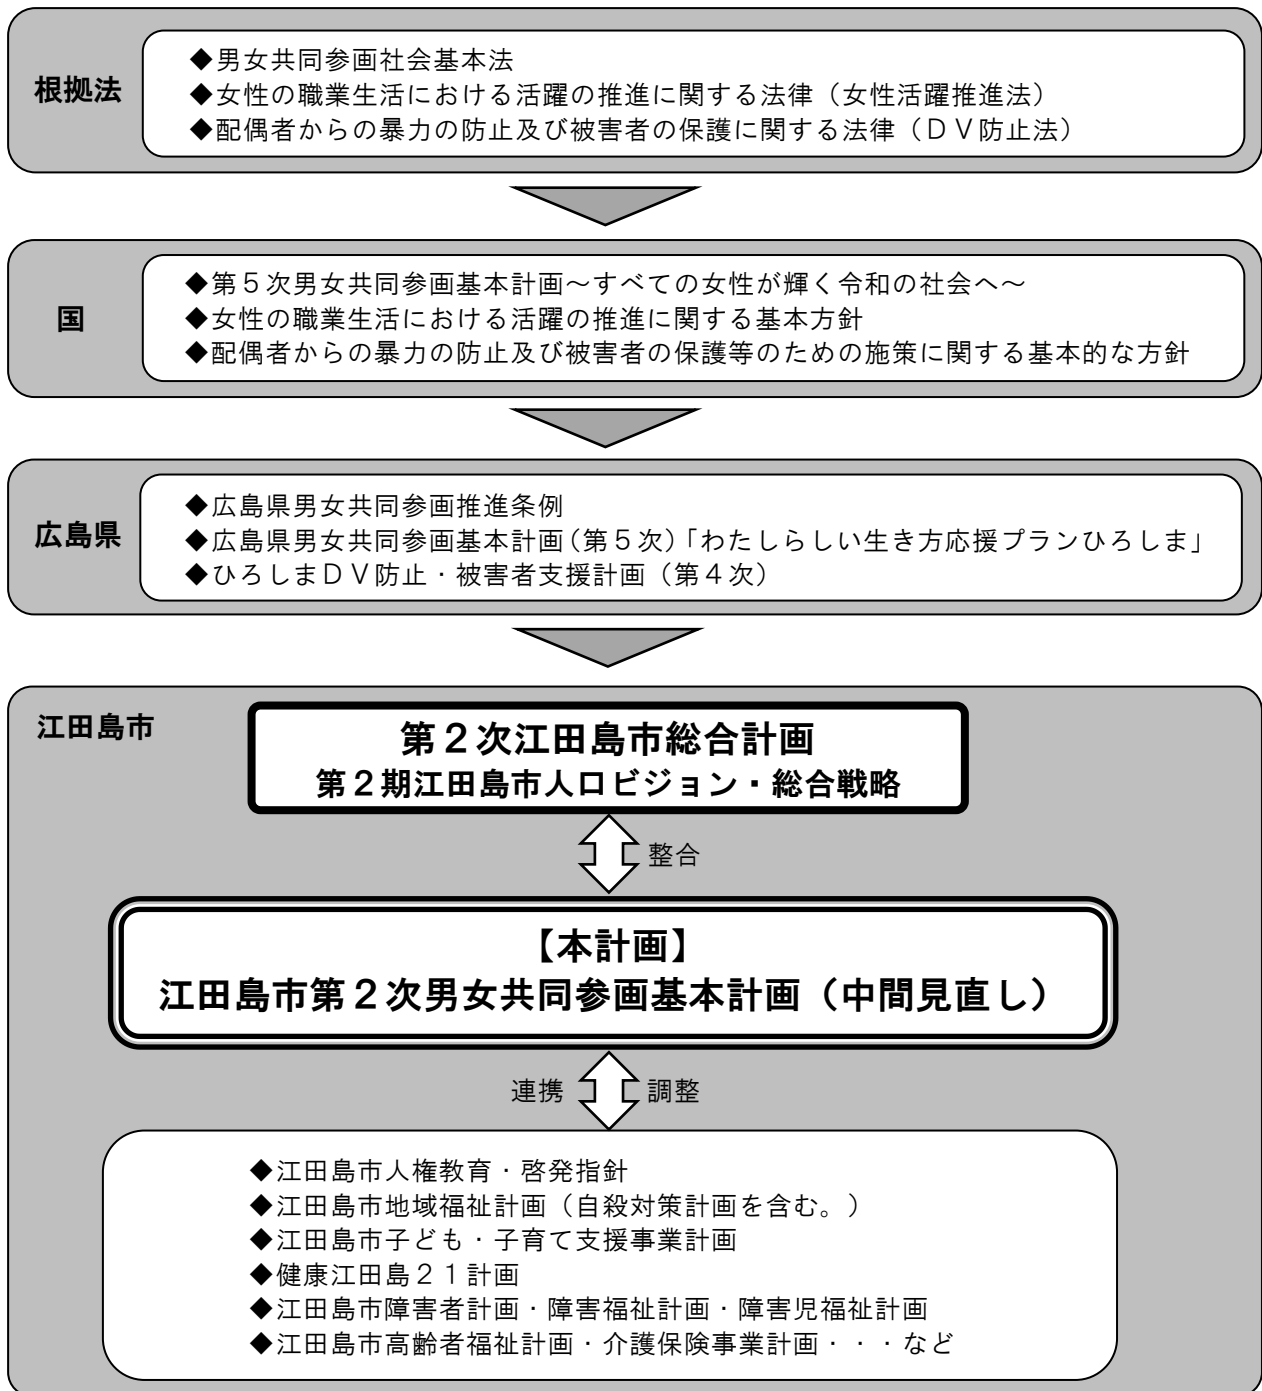 根拠法
◆男女共同参画社会基本法
◆女性の職業生活における活躍の推進に関する法律（女性活躍推進法）
◆配偶者からの暴力の防止及び被害者の保護に関する法律（ＤＶ防止法）
国
◆第５次男女共同参画基本計画～すべての女性が輝く令和の社会へ～
◆女性の職業生活における活躍の推進に関する基本方針
◆配偶者からの暴力の防止及び被害者の保護等のための施策に関する基本的な方針
広島県
◆広島県男女共同参画推進条例
◆広島県男女共同参画基本計画（第５次）「わたしらしい生き方応援プランひろしま」
◆ひろしまＤＶ防止・被害者支援計画（第４次）
江田島市
第２次江田島市総合計画
第２期江田島市人口ビジョン・総合戦略
整合
【本計画】
江田島市第２次男女共同参画基本計画（中間見直し）
連携 調整
◆江田島市人権教育・啓発指針
◆江田島市地域福祉計画（自殺対策計画を含む。）
◆江田島市子ども・子育て支援事業計画
◆健康江田島２１計画
◆江田島市障害者計画・障害福祉計画・障害児福祉計画
◆江田島市高齢者福祉計画・介護保険事業計画・・・など